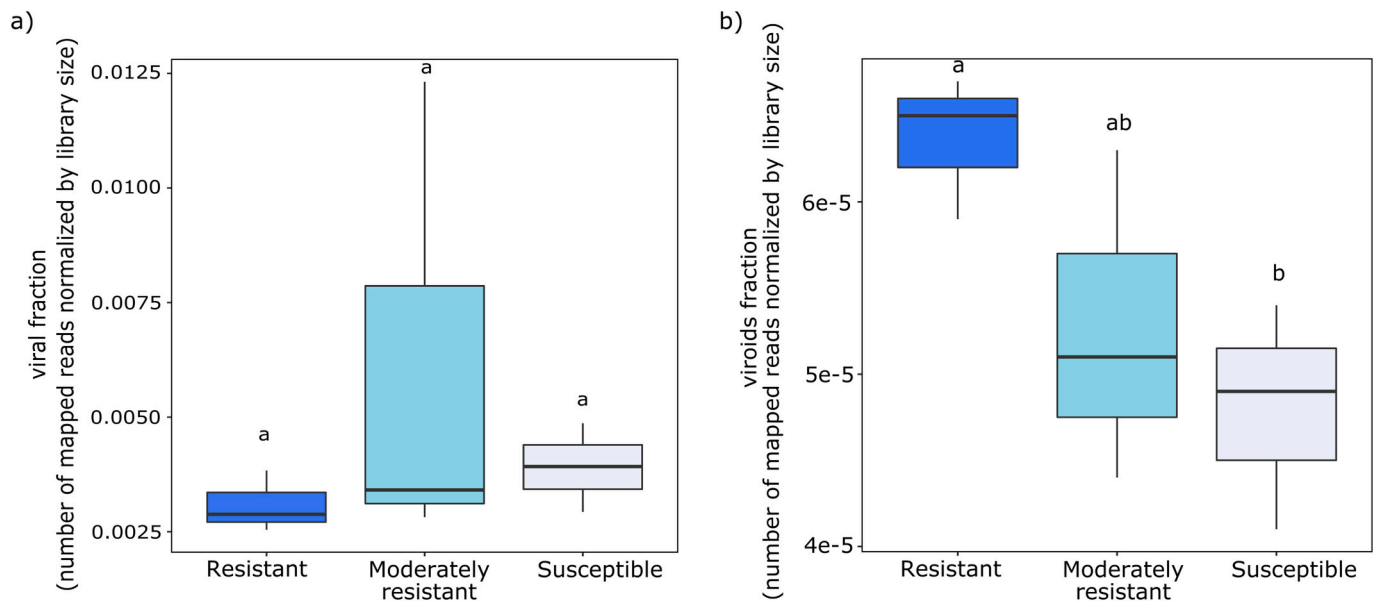 a)
viral fraction
(number of mapped reads normalized by library size)
0.0125
0.0100
0.0075
0.0050
0.0025
a
a
a
Resistant
Moderately
resistant
Susceptible
b)
viroids fraction
(number of mapped reads normalized by library size)
6e-5
5e-5
4e-5
a
ab
b
Resistant
Moderately
resistant
Susceptible